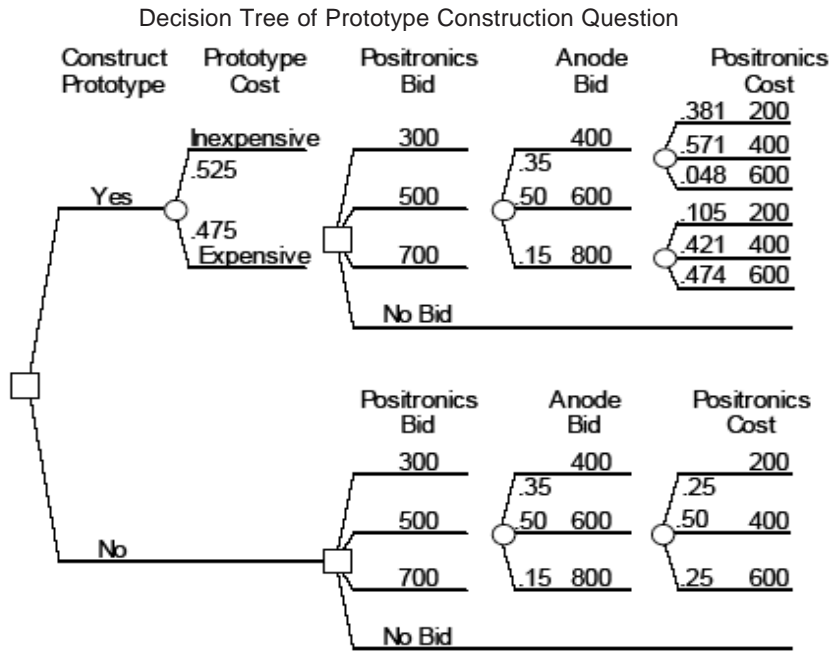 Decision Tree of Prototype Construction Question
Construct Prototype Positronics Anode Positronics
Prototype Cost Bid Bid Cost
.381 200
Inexpensive 300 400 .571 400
.525 .35 .048 600
Yes 500 .50 600 .105 200
.475 .421 400
Expensive 700 .15 800 .474 600
No Bid
Positronics Anode Positronics
Bid Bid Cost
300 400 200
.35 .25
No 500 .50 600 .50 400
700 .15 800 .25 600
No Bid